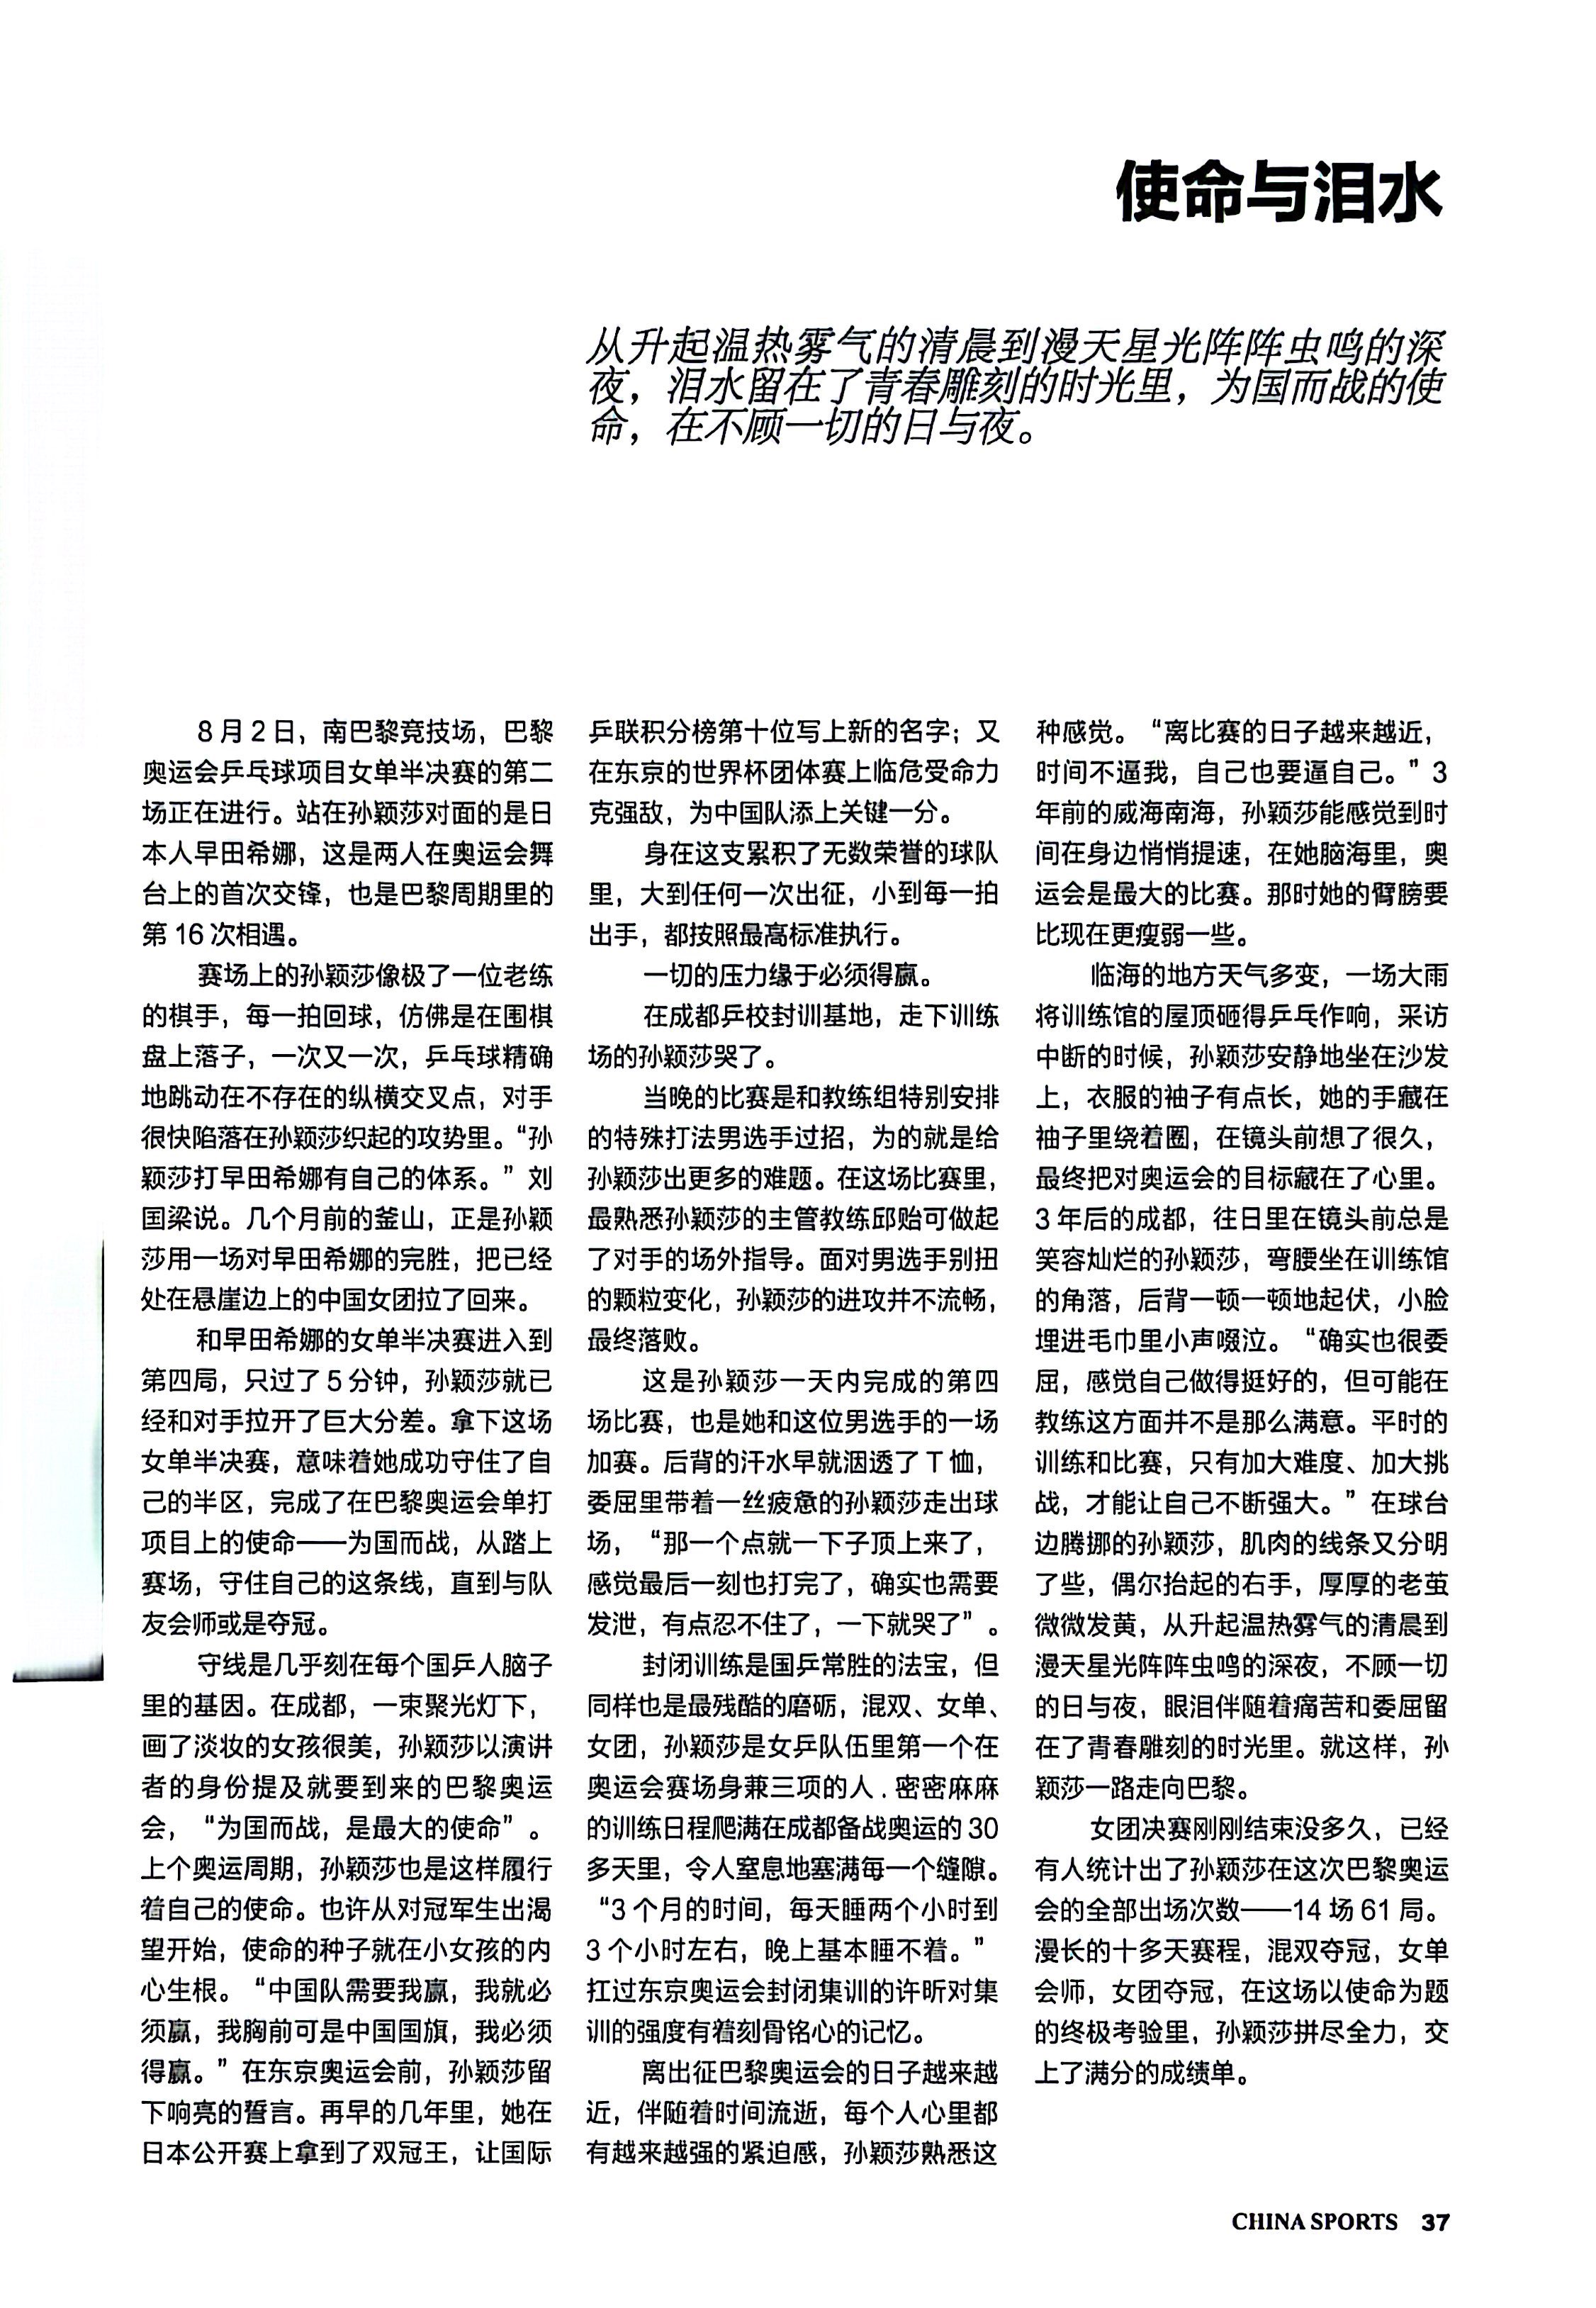 使命与泪水
从升起温热雾气的清晨到漫天星光阵阵虫鸣的深
夜，泪水留在了青春雕刻的时光里，为国而战的使
命，在不顾一切的日与夜。
8月2日，南巴黎竞技场，巴黎
奥运会乒乓球项目女单半决赛的第二
场正在进行。站在孙颖莎对面的是日
本人早田希娜，这是两人在奥运会舞
台上的首次交锋，也是巴黎周期里的
第16次相遇。
赛场上的孙颖莎像极了一位老练
的棋手，每一拍回球，仿佛是在围棋
盘上落子，一次又一次，乒乓球精确
地跳动在不存在的纵横交叉点，对手
很快陷落在孙颖莎织起的攻势里。“孙
颖莎打早田希娜有自己的体系。”刘
国梁说。几个月前的釜山，正是孙颖
莎用一场对早田希娜的完胜，把已经
处在悬崖边上的中国女团拉了回来。
和早田希娜的女单半决赛进入到
第四局，只过了5分钟，孙颖莎就已
经和对手拉开了巨大分差。拿下这场
女单半决赛，意味着她成功守住了自
己的半区，完成了在巴黎奥运会单打
项目上的使命——为国而战，从踏上
赛场，守住自己的这条线，直到与队
友会师或是夺冠。
守线是几乎刻在每个国乒人脑子
里的基因。在成都，一束聚光灯下，
画了淡妆的女孩很美，孙颖莎以演讲
者的身份提及就要到来的巴黎奥运
会，“为国而战，是最大的使命”。
上个奥运周期，孙颖莎也是这样履行
着自己的使命。也许从对冠军生出渴
望开始，使命的种子就在小女孩的内
心生根。“中国队需要我赢，我就必
须赢，我胸前可是中国国旗，我必须
得赢。”在东京奥运会前，孙颖莎留
下响亮的誓言。再早的几年里，她在
日本公开赛上拿到了双冠王，让国际
乒联积分榜第十位写上新的名字；又
在东京的世界杯团体赛上临危受命力
克强敌，为中国队添上关键一分。
身在这支累积了无数荣誉的球队
里，大到任何一次出征，小到每一拍
出手，都按照最高标准执行。
一切的压力缘于必须得赢。
在成都乒校封训基地，走下训练
场的孙颖莎哭了。
当晚的比赛是和教练组特别安排
的特殊打法男选手过招，为的就是给
孙颖莎出更多的难题。在这场比赛里，
最熟悉孙颖莎的主管教练邱贻可做起
了对手的场外指导。面对男选手别扭
的颗粒变化，孙颖莎的进攻并不流畅，
最终落败。
这是孙颖莎一天内完成的第四
场比赛，也是她和这位男选手的一场
加赛。后背的汗水早就洇透了T恤，
委屈里带着一丝疲惫的孙颖莎走出球
场，“那一个点就一下子顶上来了，
感觉最后一刻也打完了，确实也需要
发泄，有点忍不住了，一下就哭了”。
封闭训练是国乒常胜的法宝，但
同样也是最残酷的磨砺，混双、女单、
女团，孙颖莎是女乒队伍里第一个在
奥运会赛场身兼三项的人．密密麻麻
的训练日程爬满在成都备战奥运的30
多天里，令人窒息地塞满每一个缝隙。
“3个月的时间，每天睡两个小时到
3个小时左右，晚上基本睡不着。”
扛过东京奥运会封闭集训的许昕对集
训的强度有着刻骨铭心的记忆。
离出征巴黎奥运会的日子越来越
近，伴随着时间流逝，每个人心里都
有越来越强的紧迫感，孙颖莎熟悉这
种感觉。“离比赛的日子越来越近，
时间不逼我，自己也要逼自己。”3
年前的威海南海，孙颖莎能感觉到时
间在身边悄悄提速，在她脑海里，奥
运会是最大的比赛。那时她的臂膀要
比现在更瘦弱一些。
临海的地方天气多变，一场大雨
将训练馆的屋顶砸得乒乓作响，采访
中断的时候，孙颖莎安静地坐在沙发
上，衣服的袖子有点长，她的手藏在
袖子里绕着圈，在镜头前想了很久，
最终把对奥运会的目标藏在了心里。
3年后的成都，往日里在镜头前总是
笑容灿烂的孙颖莎，弯腰坐在训练馆
的角落，后背一顿一顿地起伏，小脸
埋进毛巾里小声啜泣。“确实也很委
屈，感觉自己做得挺好的，但可能在
教练这方面并不是那么满意。平时的
训练和比赛，只有加大难度、加大挑
战，才能让自己不断强大。”在球台
边腾挪的孙颖莎，肌肉的线条又分明
了些，偶尔抬起的右手，厚厚的老茧
微微发黄，从升起温热雾气的清晨到
漫天星光阵阵虫鸣的深夜，不顾一切
的日与夜，眼泪伴随着痛苦和委屈留
在了青春雕刻的时光里。就这样，孙
颖莎一路走向巴黎。
女团决赛刚刚结束没多久，已经
有人统计出了孙颖莎在这次巴黎奥运
会的全部出场次数——14场61局。
漫长的十多天赛程，混双夺冠，女单
会师，女团夺冠，在这场以使命为题
的终极考验里，孙颖莎拼尽全力，交
上了满分的成绩单。
CHINA SPORTS 37